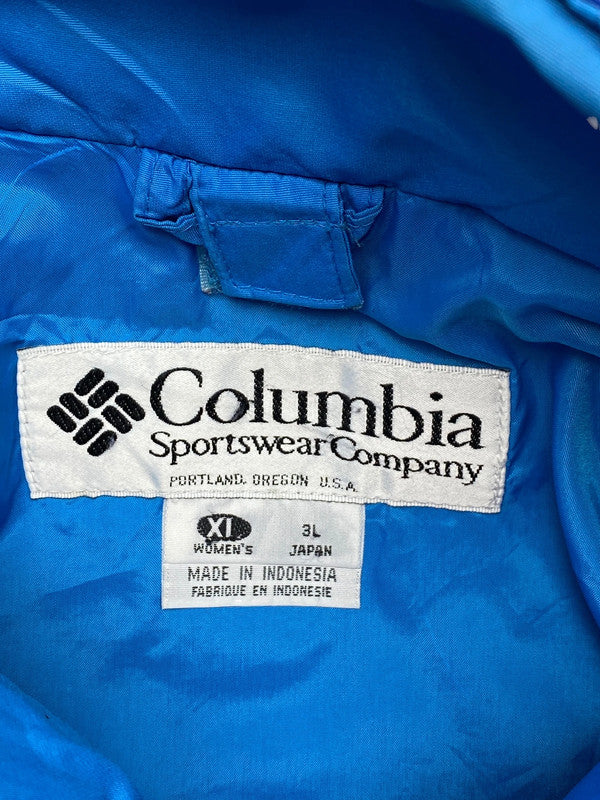 Columbia
Sportswear Company
PORTLAND, OREGON U.S.A.
XL 3L
WOMEN'S JAPAN
MADE IN INDONESIA
FABRIQUE EN INDONESIE